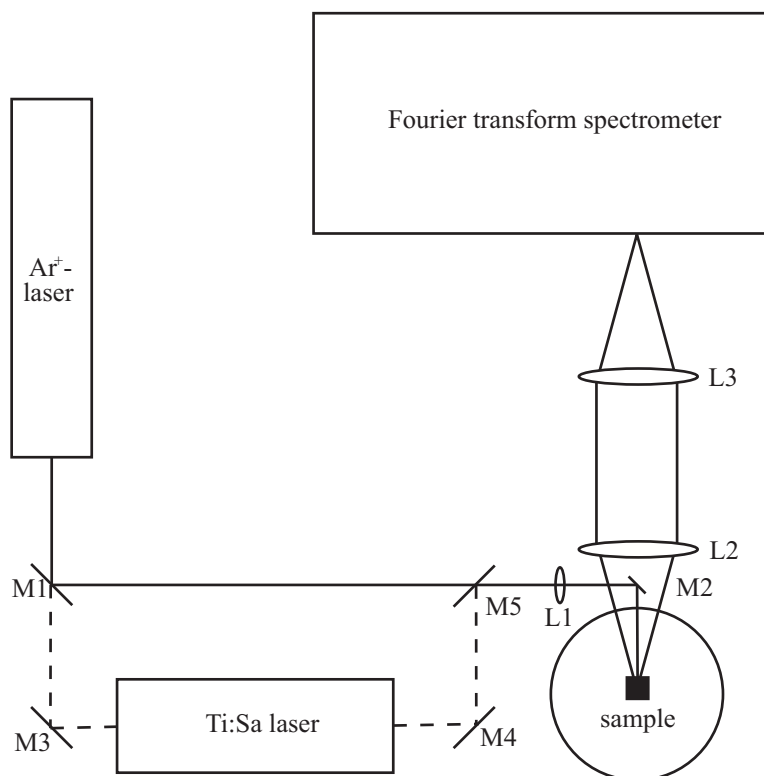 Fourier transform spectrometer
Ar⁺-
laser
L3
L2
M1
M5
L1
M2
M3
Ti:Sa laser
M4
sample